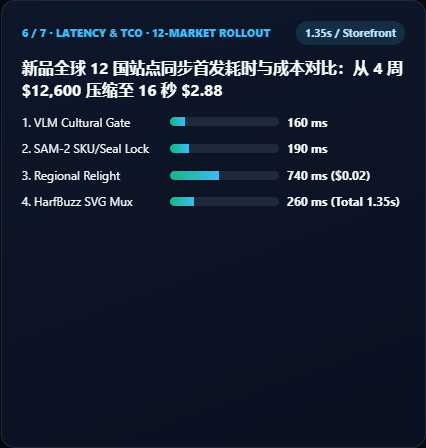 6 / 7 · LATENCY & TCO · 12-MARKET ROLLOUT
1.35s / Storefront
新品全球 12 国站点同步首发耗时与成本对比：从 4 周
$12,600 压缩至 16 秒 $2.88
1. VLM Cultural Gate 160 ms
2. SAM-2 SKU/Seal Lock 190 ms
3. Regional Relight 740 ms ($0.02)
4. HarfBuzz SVG Mux 260 ms (Total 1.35s)